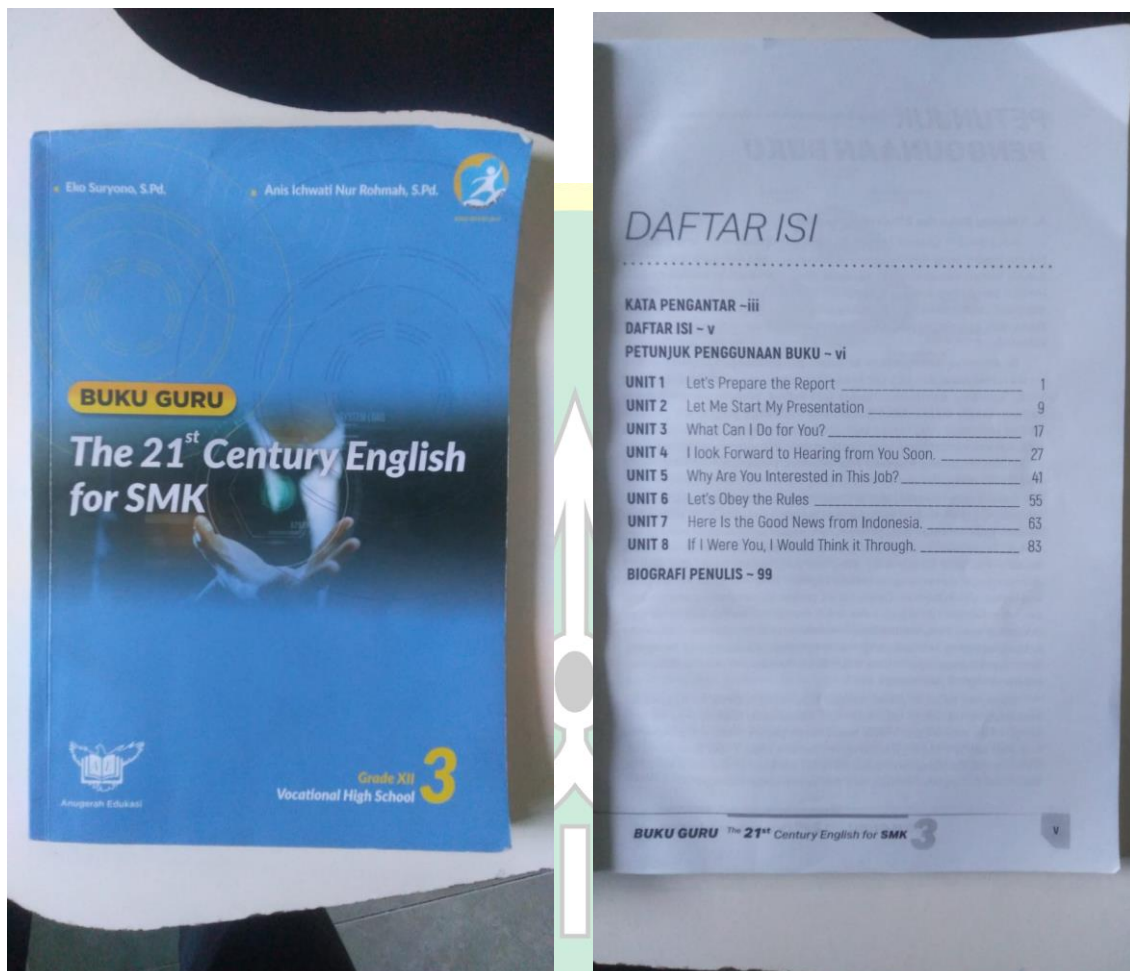 Eko Suryono, S.Pd.
Anis Ichwati Nur Rohmah, S.Pd.
BUKU GURU
The 21st Century English
for SMK
Anugerah Edukasi
Grade XII
Vocational High School 3
PETUNJUK
PENGGUNAAN BUKU
DAFTAR ISI
KATA PENGANTAR ~iii
DAFTAR ISI ~ v
PETUNJUK PENGGUNAAN BUKU ~ vi
UNIT 1 Let's Prepare the Report 1
UNIT 2 Let Me Start My Presentation 9
UNIT 3 What Can I Do for You? 17
UNIT 4 I look Forward to Hearing from You Soon. 27
UNIT 5 Why Are You Interested in This Job? 41
UNIT 6 Let's Obey the Rules 55
UNIT 7 Here Is the Good News from Indonesia. 63
UNIT 8 If I Were You, I Would Think it Through. 83
BIOGRAFI PENULIS ~ 99
BUKU GURU The 21st Century English for SMK 3 v